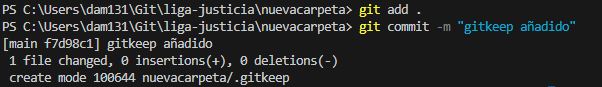 PS C:\Users\dam131\Git\liga-justicia\nuevacarpeta> git add .
PS C:\Users\dam131\Git\liga-justicia\nuevacarpeta> git commit -m "gitkeep añadido"
[main f7d98c1] gitkeep añadido
 1 file changed, 0 insertions(+), 0 deletions(-)
 create mode 100644 nuevacarpeta/.gitkeep